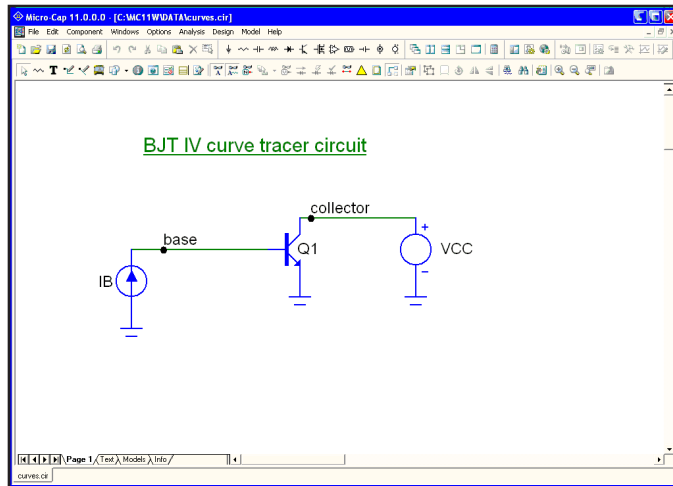 Micro-Cap 11.0.0.0 - [C:\MC11W\DATA\curves.cir]
File Edit Component Windows Options Analysis Design Model Help
BJT IV curve tracer circuit
collector
base
Q1
+
VCC
IB
−
Page 1 Text Models Info
curves.cir